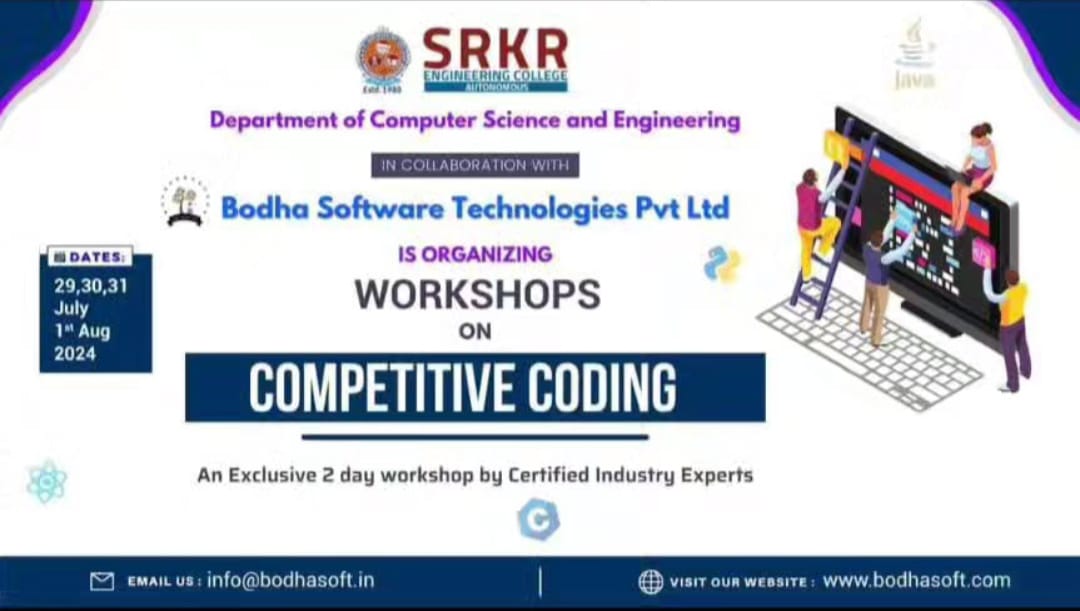 SRKR
ENGINEERING COLLEGE
AUTONOMOUS
Estd. 1980
Java
Department of Computer Science and Engineering
IN COLLABORATION WITH
Bodha Software Technologies Pvt Ltd
IS ORGANIZING
WORKSHOPS
ON
COMPETITIVE CODING
DATES:
29,30,31
July
1st Aug
2024
An Exclusive 2 day workshop by Certified Industry Experts
C
EMAIL US : info@bodhasoft.in
VISIT OUR WEBSITE : www.bodhasoft.com